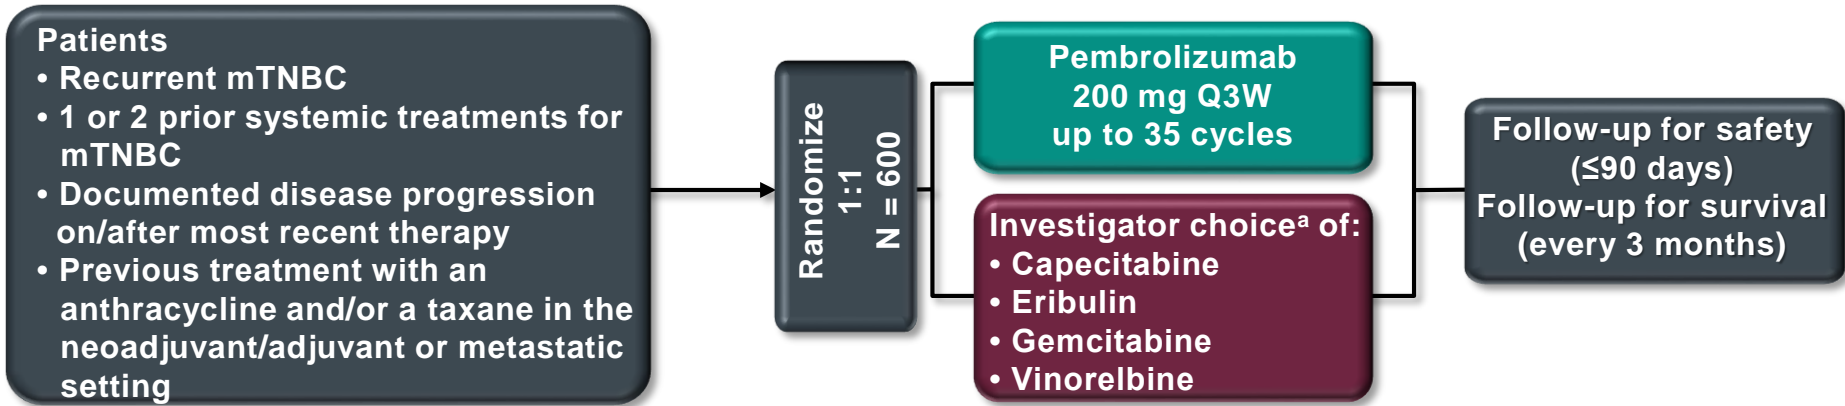 Patients
• Recurrent mTNBC
• 1 or 2 prior systemic treatments for
mTNBC
• Documented disease progression
on/after most recent therapy
• Previous treatment with an
anthracycline and/or a taxane in the
neoadjuvant/adjuvant or metastatic
setting
Randomize
1:1
N = 600
Pembrolizumab
200 mg Q3W
up to 35 cycles
Investigator choiceᵃ of:
• Capecitabine
• Eribulin
• Gemcitabine
• Vinorelbine
Follow-up for safety
(≤90 days)
Follow-up for survival
(every 3 months)